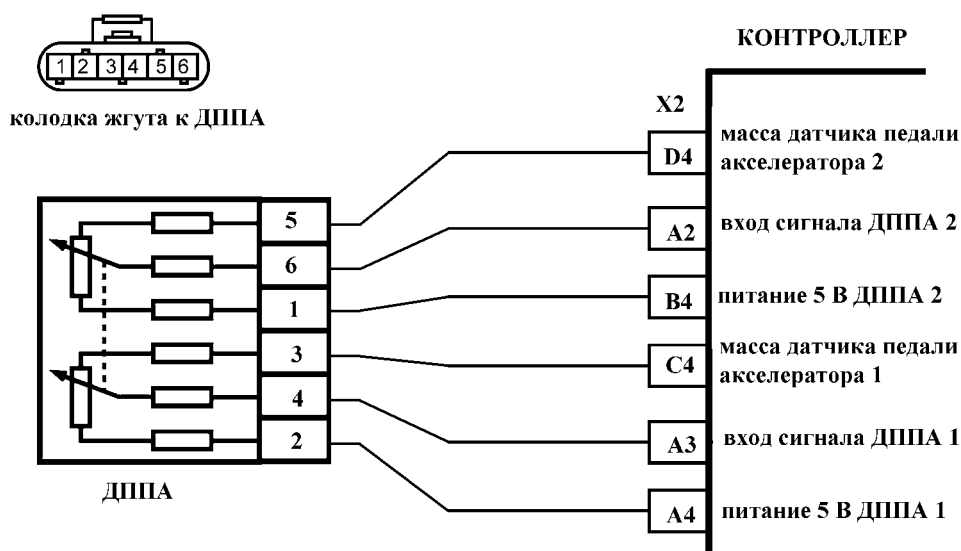 1 2 3 4 5 6
колодка жгута к ДППА
КОНТРОЛЛЕР
X2
D4
масса датчика педали
акселератора 2
A2
вход сигнала ДППА 2
B4
питание 5 В ДППА 2
C4
масса датчика педали
акселератора 1
A3
вход сигнала ДППА 1
A4
питание 5 В ДППА 1
5
6
1
3
4
2
ДППА